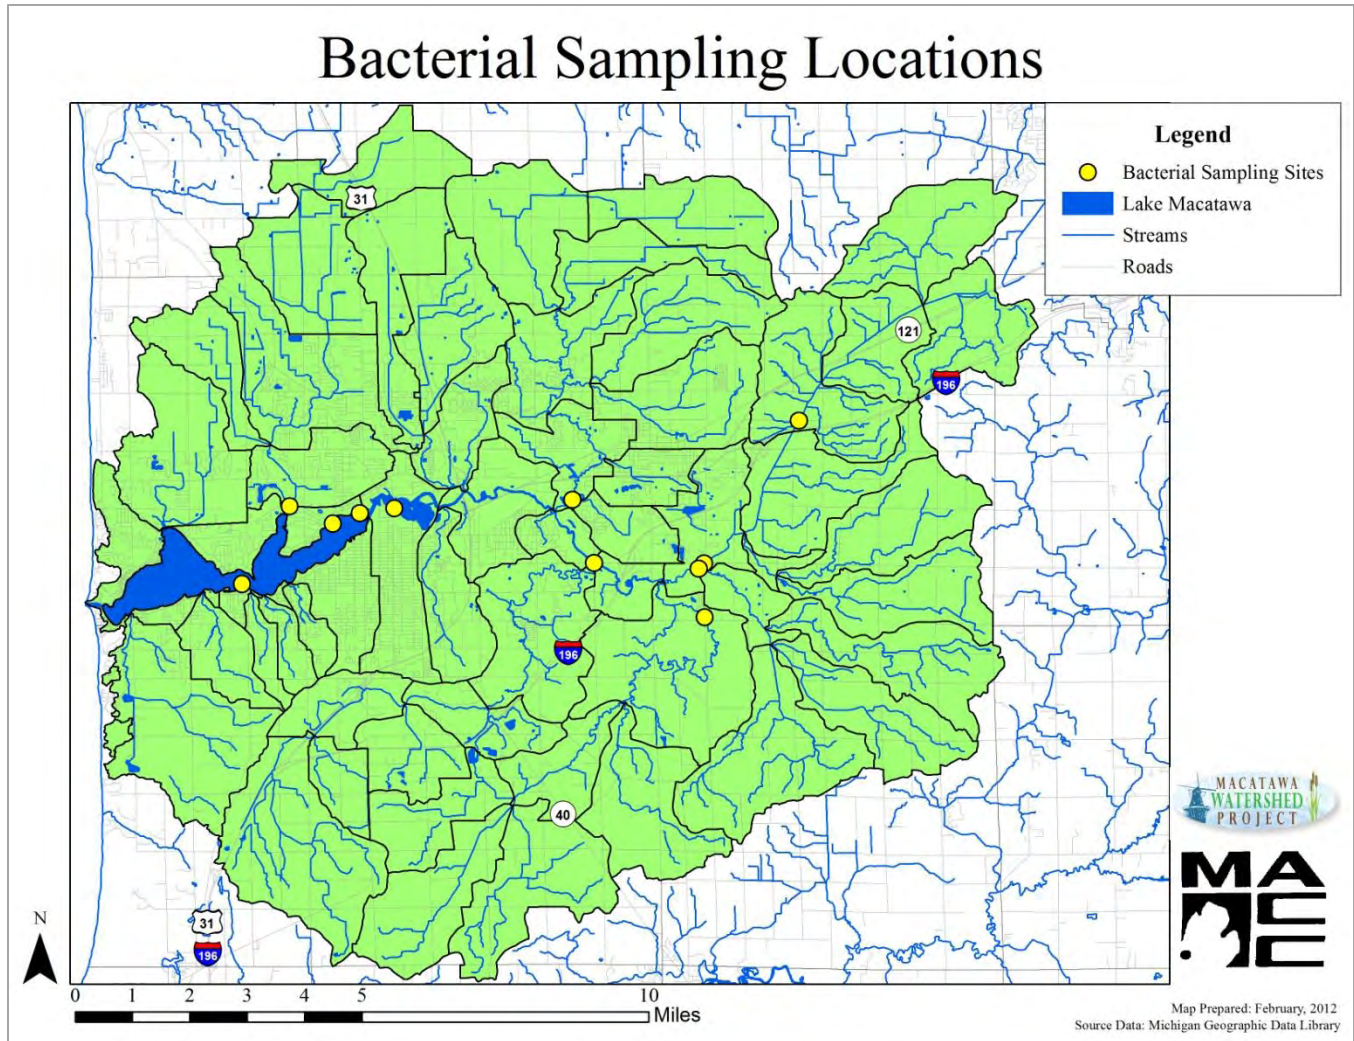 Bacterial Sampling Locations
Legend
Bacterial Sampling Sites
Lake Macatawa
Streams
Roads
31
121
196
196
40
31
196
MACATAWA
WATERSHED
PROJECT
MACC
N
0 1 2 3 4 5 10 Miles
Map Prepared: February, 2012
Source Data: Michigan Geographic Data Library